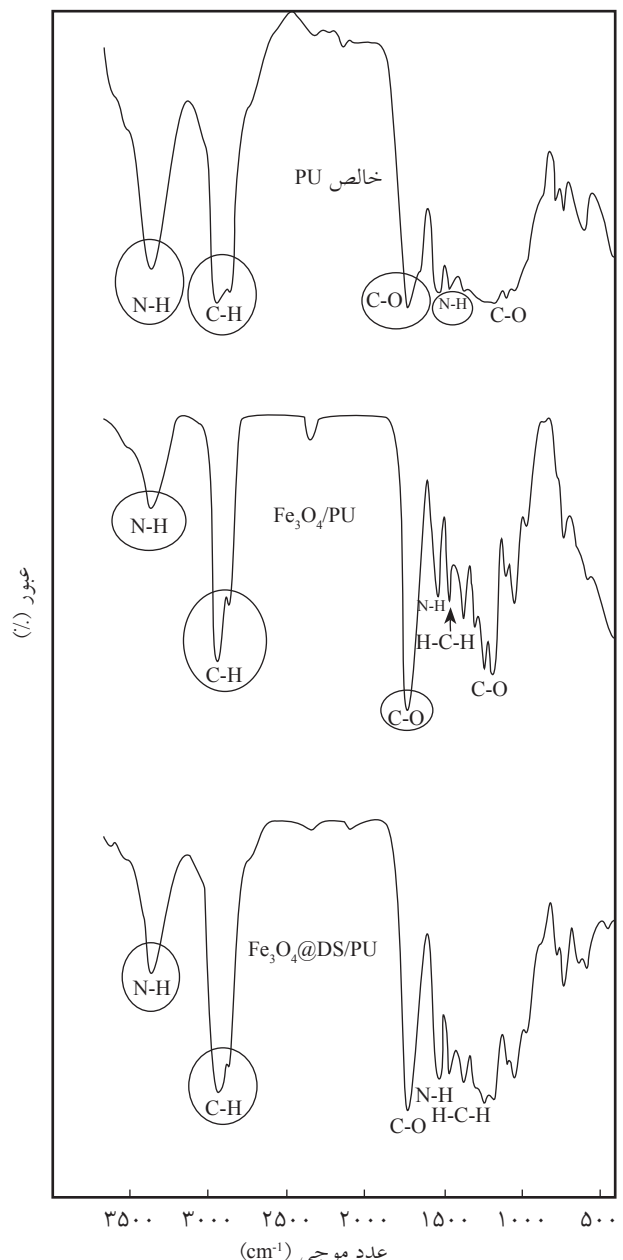 PU خالص
N-H
C-H
C-O
N-H
C-O
Fe₃O₄/PU
N-H
C-H
N-H
H-C-H
C-O
C-O
Fe₃O₄@DS/PU
N-H
C-H
N-H
H-C-H
C-O
عبور (٪)
۳۵۰۰ ۳۰۰۰ ۲۵۰۰ ۲۰۰۰ ۱۵۰۰ ۱۰۰۰ ۵۰۰
عدد موجی (cm⁻¹)